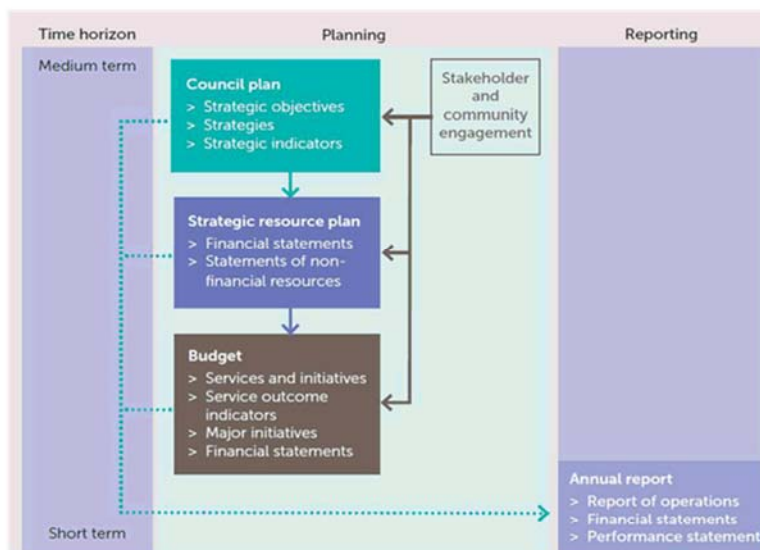 Time horizon
Planning
Reporting
Medium term
Council plan
> Strategic objectives
> Strategies
> Strategic indicators
Stakeholder
and
community
engagement
Strategic resource plan
> Financial statements
> Statements of non-
financial resources
Budget
> Services and initiatives
> Service outcome
indicators
> Major initiatives
> Financial statements
Annual report
> Report of operations
> Financial statements
> Performance statement
Short term